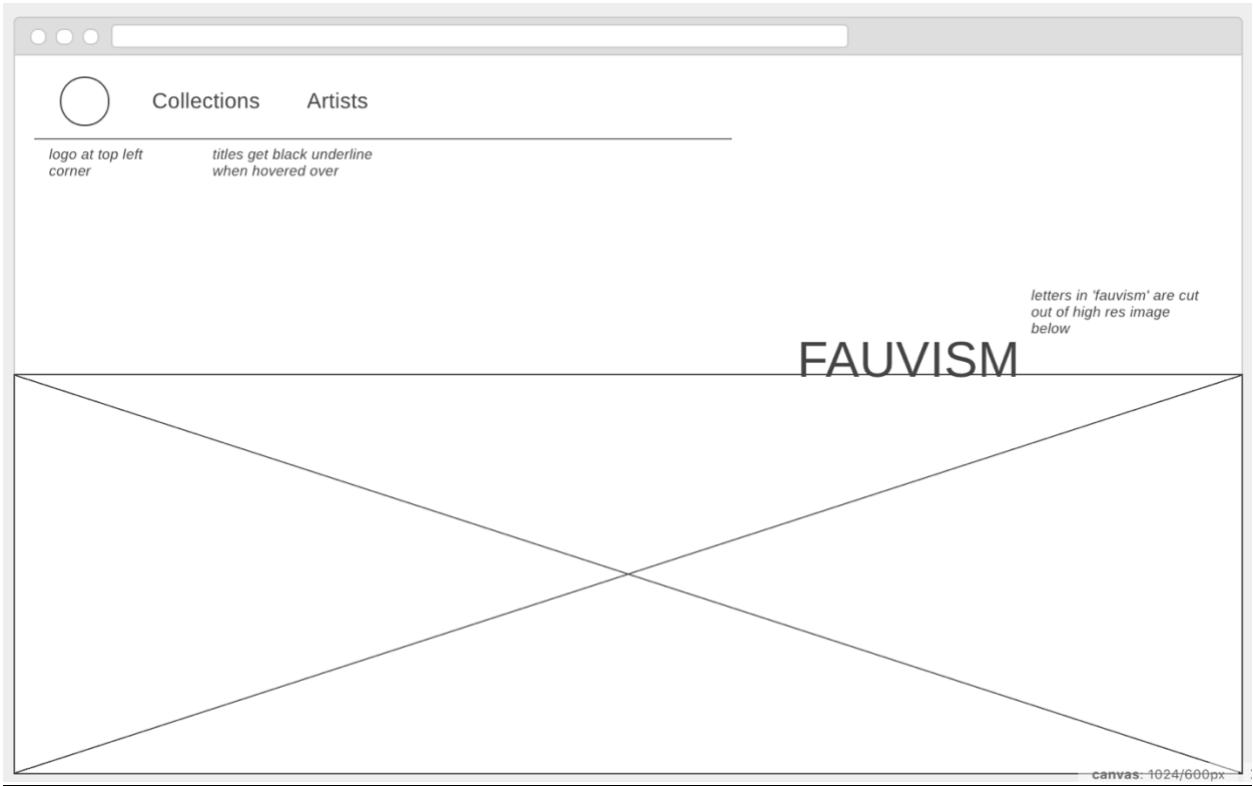 Collections Artists
logo at top left
corner
titles get black underline
when hovered over
letters in 'fauvism' are cut
out of high res image
below
FAUVISM
canvas: 1024/600px